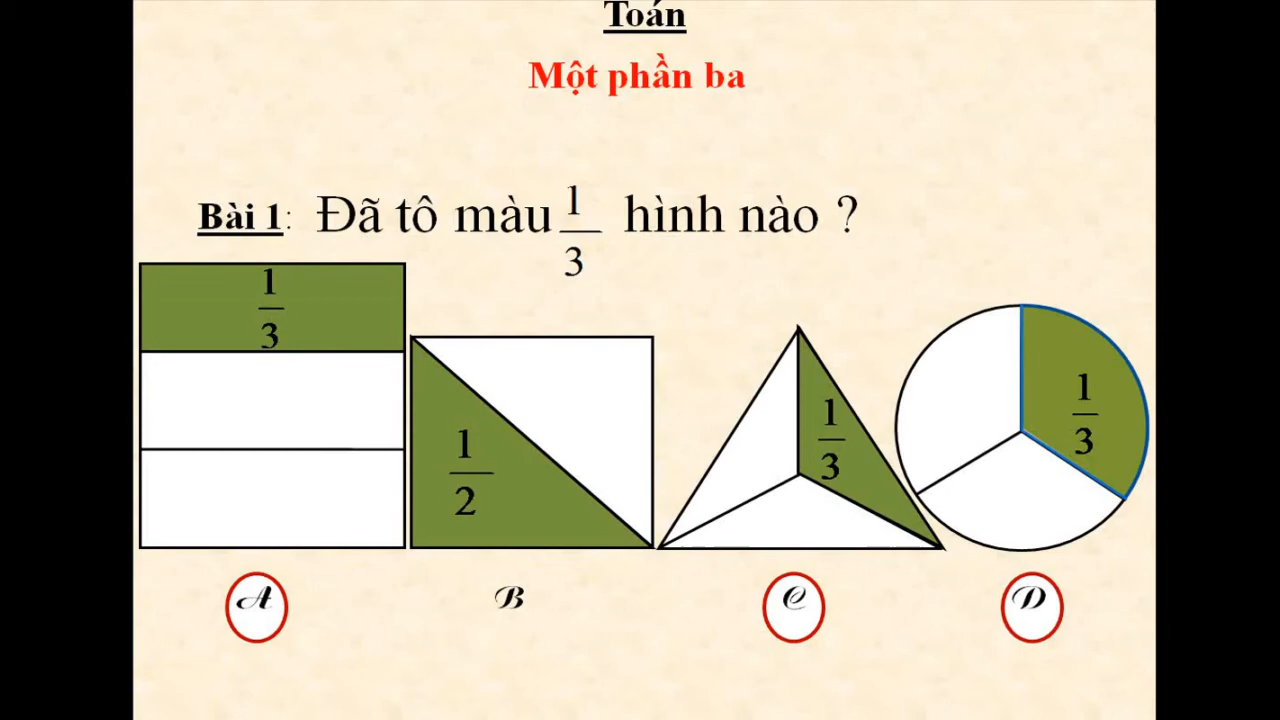 Toán
Một phần ba
Bài 1: Đã tô màu 1/3 hình nào ?
1/3
1/2
1/3
1/3
A B C D